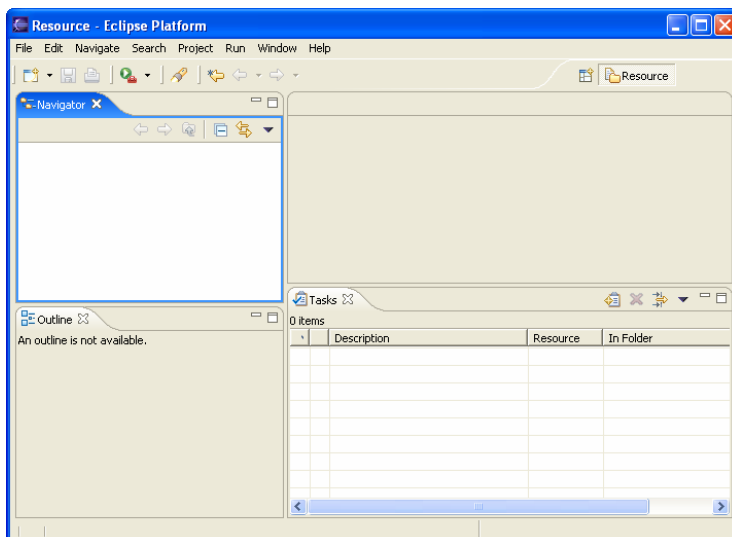 Resource - Eclipse Platform
File Edit Navigate Search Project Run Window Help
Resource
Navigator
Tasks
0 items
Description Resource In Folder
Outline
An outline is not available.